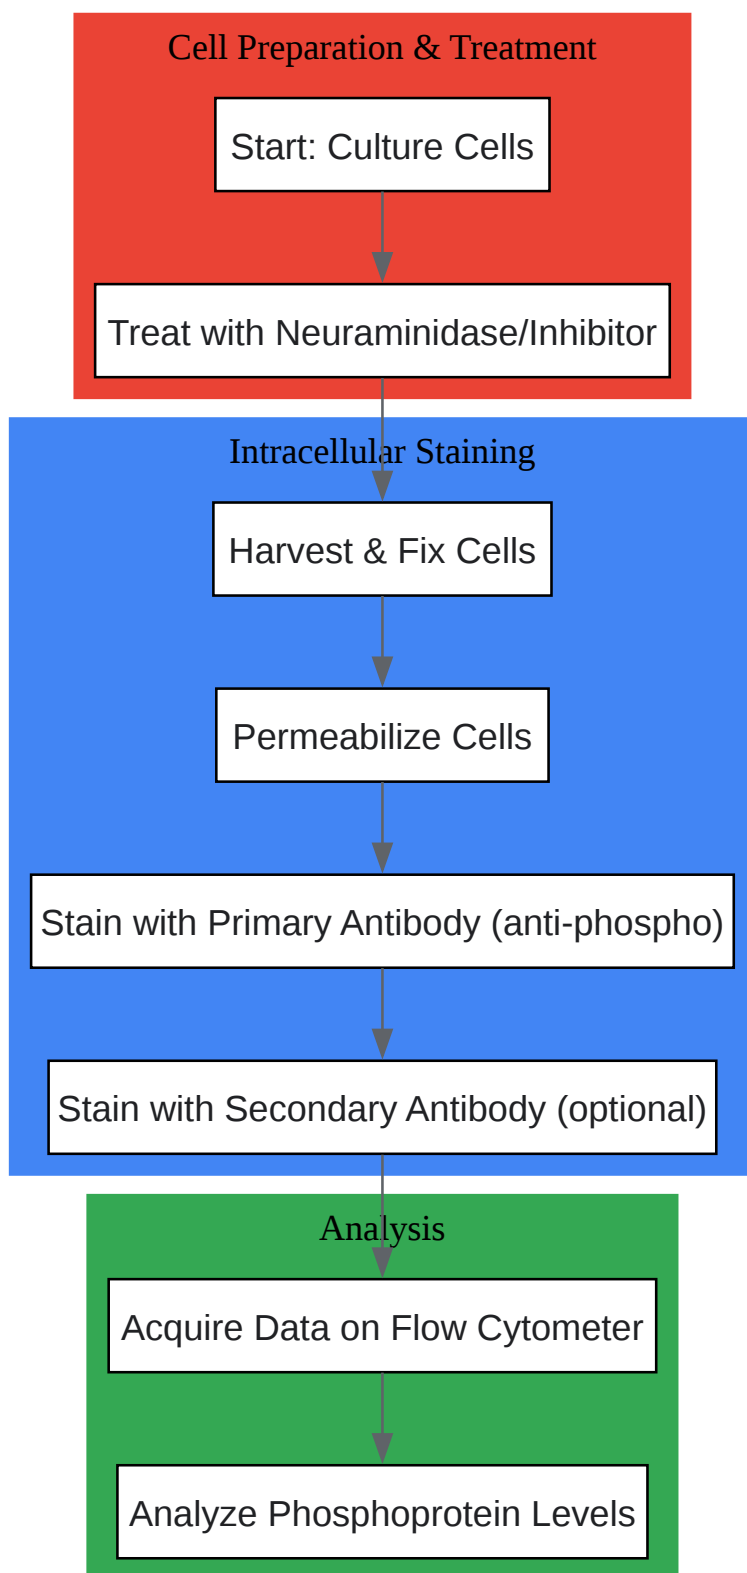 Cell Preparation & Treatment
Start: Culture Cells
Treat with Neuraminidase/Inhibitor
Intracellular Staining
Harvest & Fix Cells
Permeabilize Cells
Stain with Primary Antibody (anti-phospho)
Stain with Secondary Antibody (optional)
Analysis
Acquire Data on Flow Cytometer
Analyze Phosphoprotein Levels